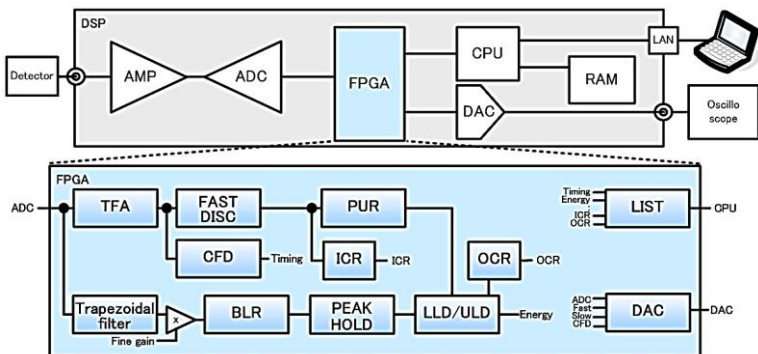 DSP
LAN
Detector
AMP
ADC
FPGA
CPU
RAM
DAC
Oscillo
scope
FPGA
ADC
TFA
FAST
DISC
PUR
Timing
Energy
:
ICR
OCR
LIST
CPU
CFD
Timing
ICR
ICR
OCR
OCR
Trapezoidal
filter
x
Fine gain
BLR
PEAK
HOLD
LLD/ULD
Energy
ADC
Fast
Slow
CFD
DAC
DAC